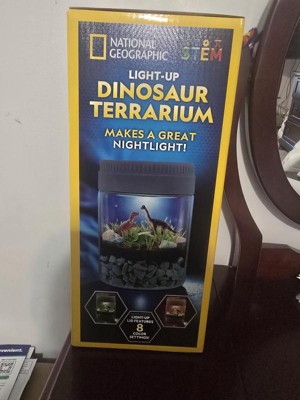 NATIONAL
GEOGRAPHIC
STEM
LIGHT-UP
DINOSAUR
TERRARIUM
MAKES A GREAT
NIGHTLIGHT!
LIGHT-UP
LID FEATURES
8
COLOR
SETTINGS!